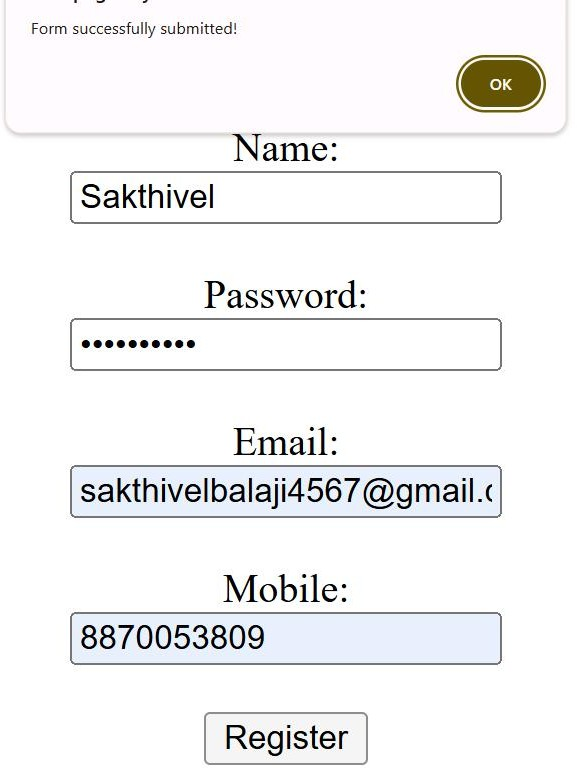 Form successfully submitted!
OK
Name:
Sakthivel
Password:
••••••••••
Email:
sakthivelbalaji4567@gmail.
Mobile:
8870053809
Register